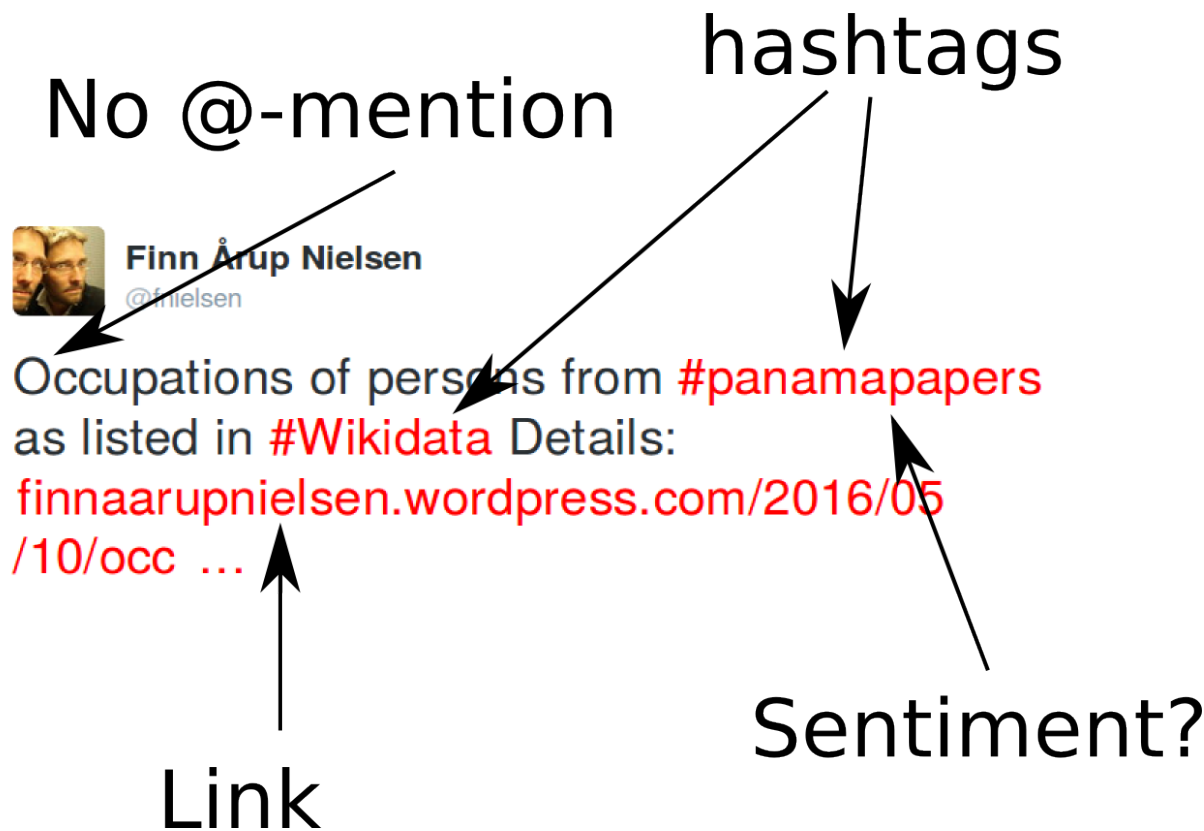 hashtags
No @-mention
Finn Årup Nielsen
@fnielsen
Occupations of persons from #panamapapers
as listed in #Wikidata Details:
finnaarupnielsen.wordpress.com/2016/05
/10/occ ...
Sentiment?
Link